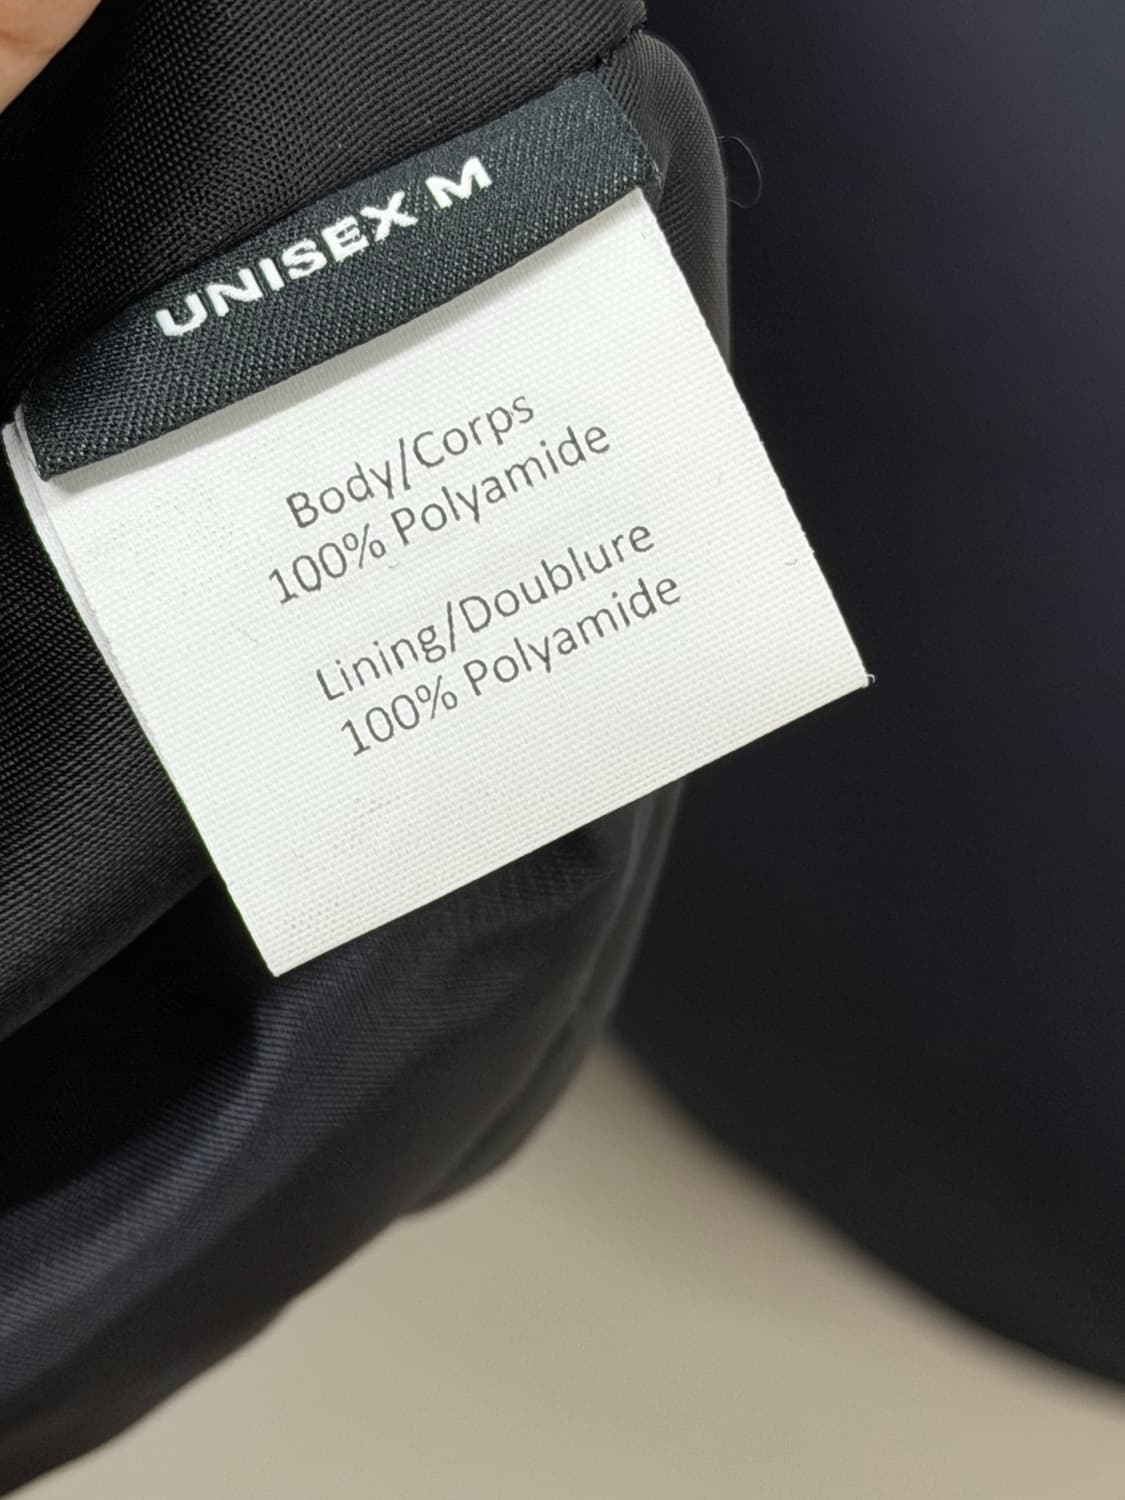 UNISEX M
Body/Corps
100% Polyamide
Lining/Doublure
100% Polyamide